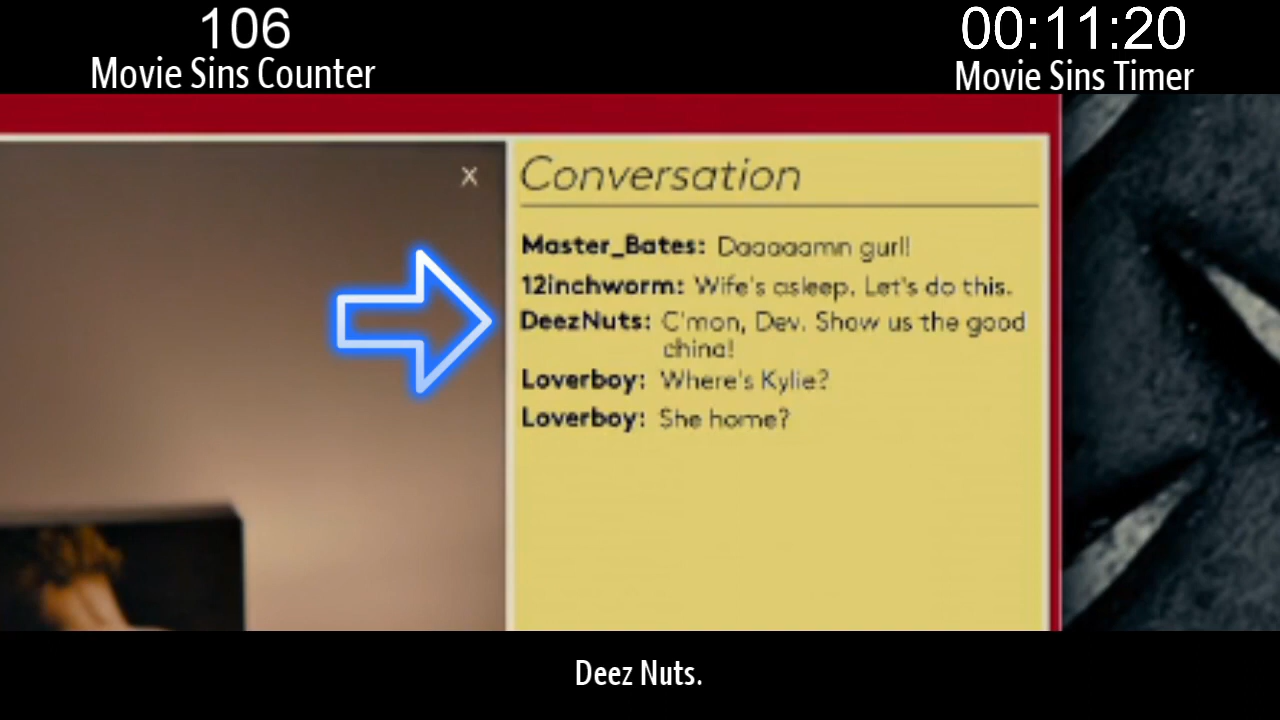 106
Movie Sins Counter
00:11:20
Movie Sins Timer
X
Conversation
Master_Bates: Daaaaamn gurl!
12inchworm: Wife's asleep. Let's do this.
DeezNuts: C'mon, Dev. Show us the good
china!
Loverboy: Where's Kylie?
Loverboy: She home?
Deez Nuts.